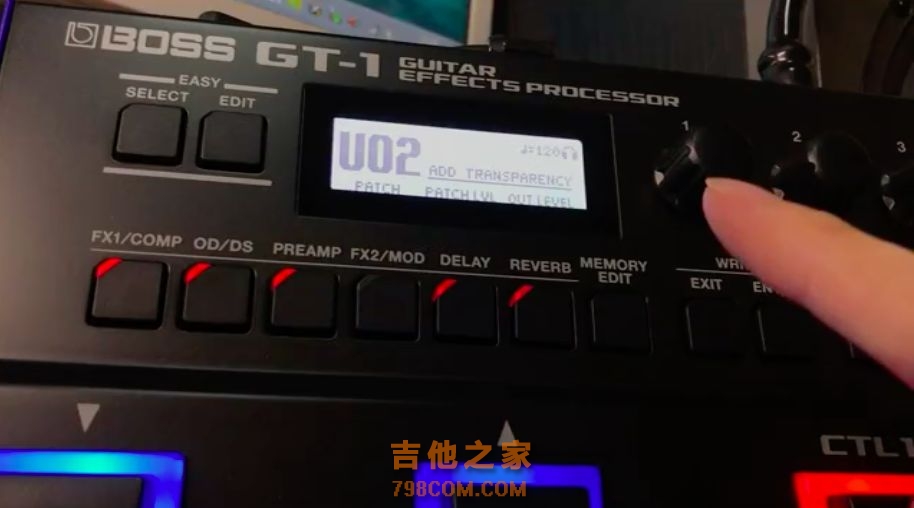 BOSS GT-1 GUITAR
EFFECTS PROCESSOR
EASY
SELECT EDIT
U02 ♩=120
ADD TRANSPARENCY
PATCH PATCH LVL OUT LEVEL
1 2 3
FX1/COMP OD/DS PREAMP FX2/MOD DELAY REVERB MEMORY
EDIT
EXIT
CTL1
吉他之家
798COM.COM